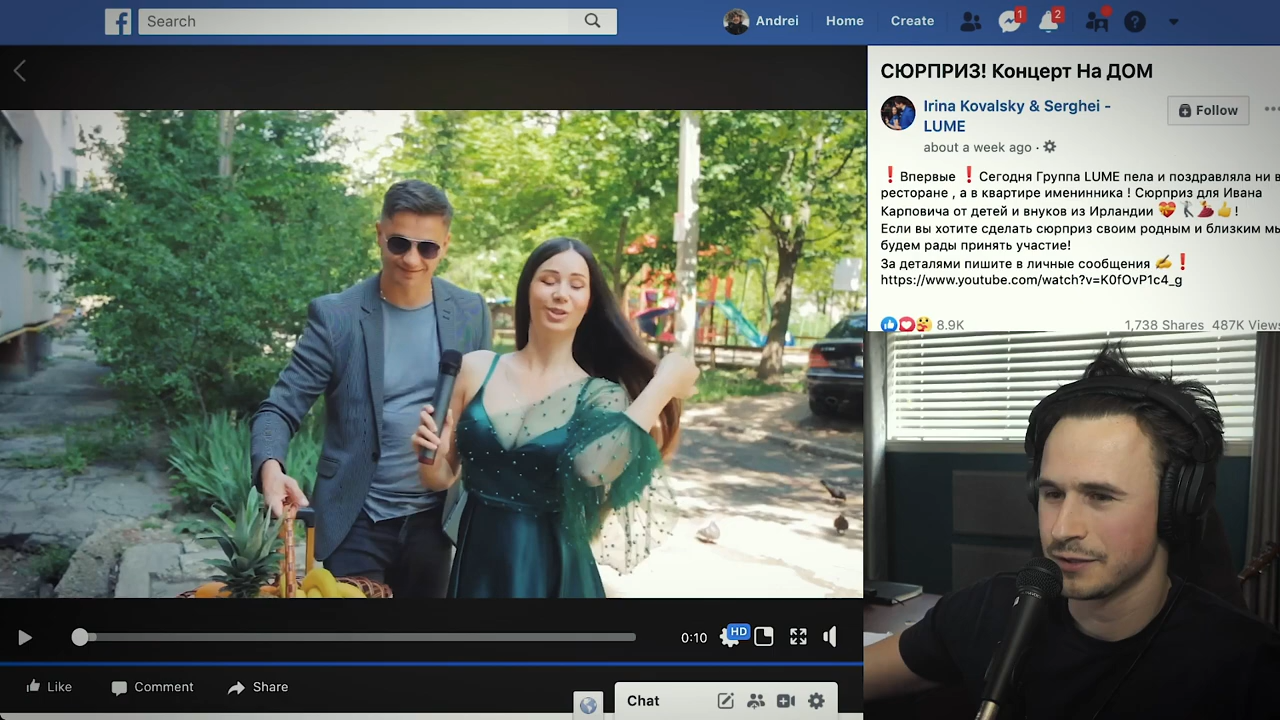 Search
Andrei
Home
Create
1
2
СЮРПРИЗ! Концерт На ДОМ
Irina Kovalsky & Serghei -
LUME
Follow
about a week ago
❗Впервые ❗Сегодня Группа LUME пела и поздравляла ни в
ресторане , а в квартире именинника ! Сюрприз для Ивана
Карповича от детей и внуков из Ирландии 💝🕺💃👍 !
Если вы хотите сделать сюрприз своим родным и близким мы
будем рады принять участие!
За деталями пишите в личные сообщения ✍️❗
https://www.youtube.com/watch?v=K0fOvP1c4_g
8.9K
1,738 Shares
487K Views
0:10
HD
Like
Comment
Share
Chat